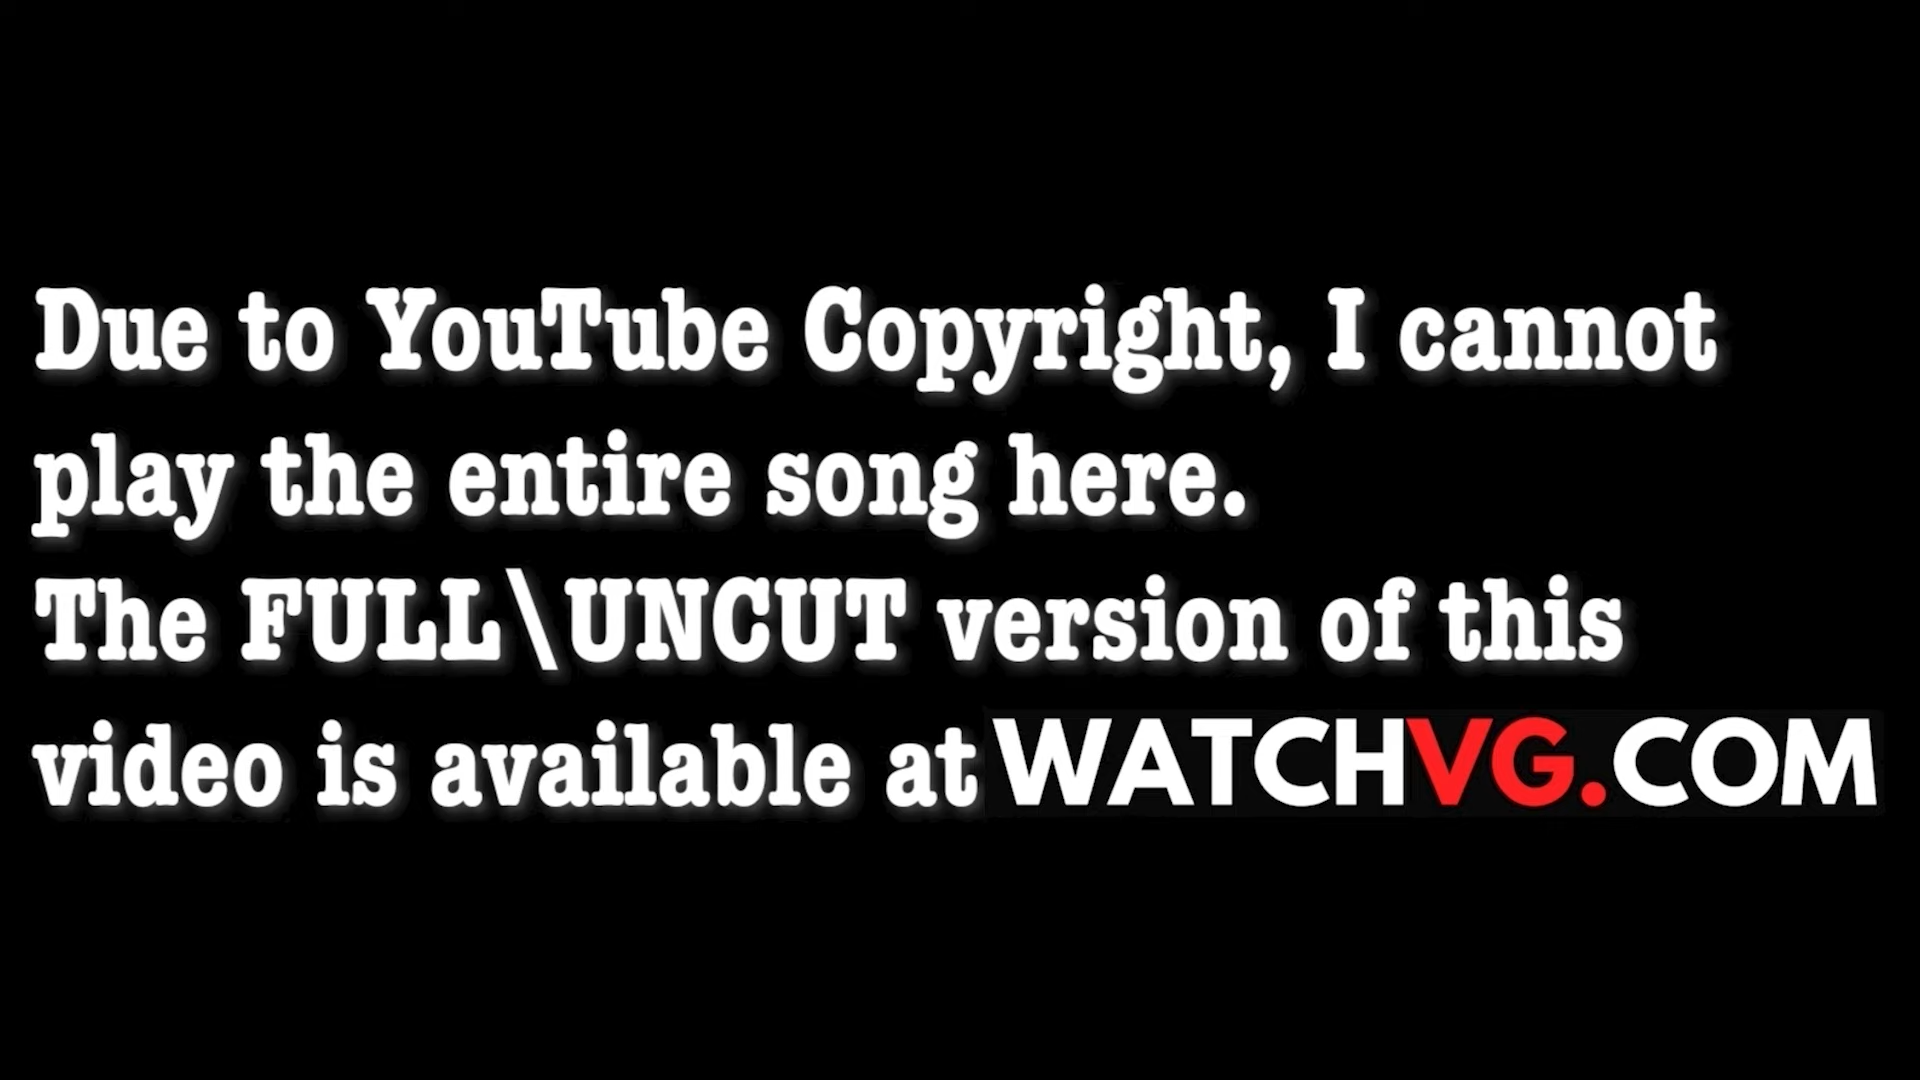 Due to YouTube Copyright, I cannot
play the entire song here.
The FULL\UNCUT version of this
video is available at WATCHVG.COM